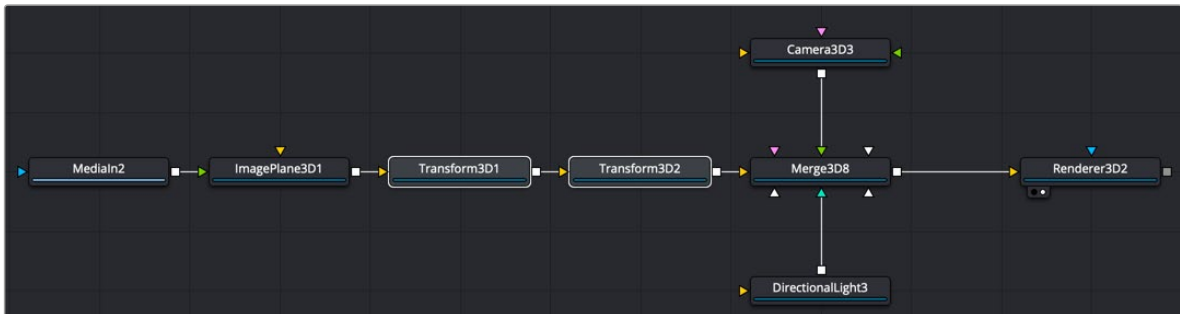 Camera3D3
MediaIn2
ImagePlane3D1
Transform3D1
Transform3D2
Merge3D8
Renderer3D2
DirectionalLight3